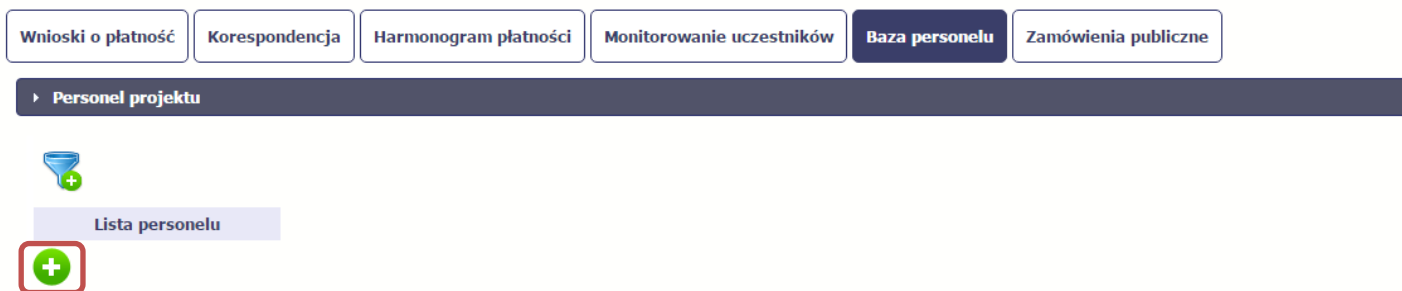 Wnioski o płatność Korespondencja Harmonogram płatności Monitorowanie uczestników Baza personelu Zamówienia publiczne
Personel projektu
Lista personelu